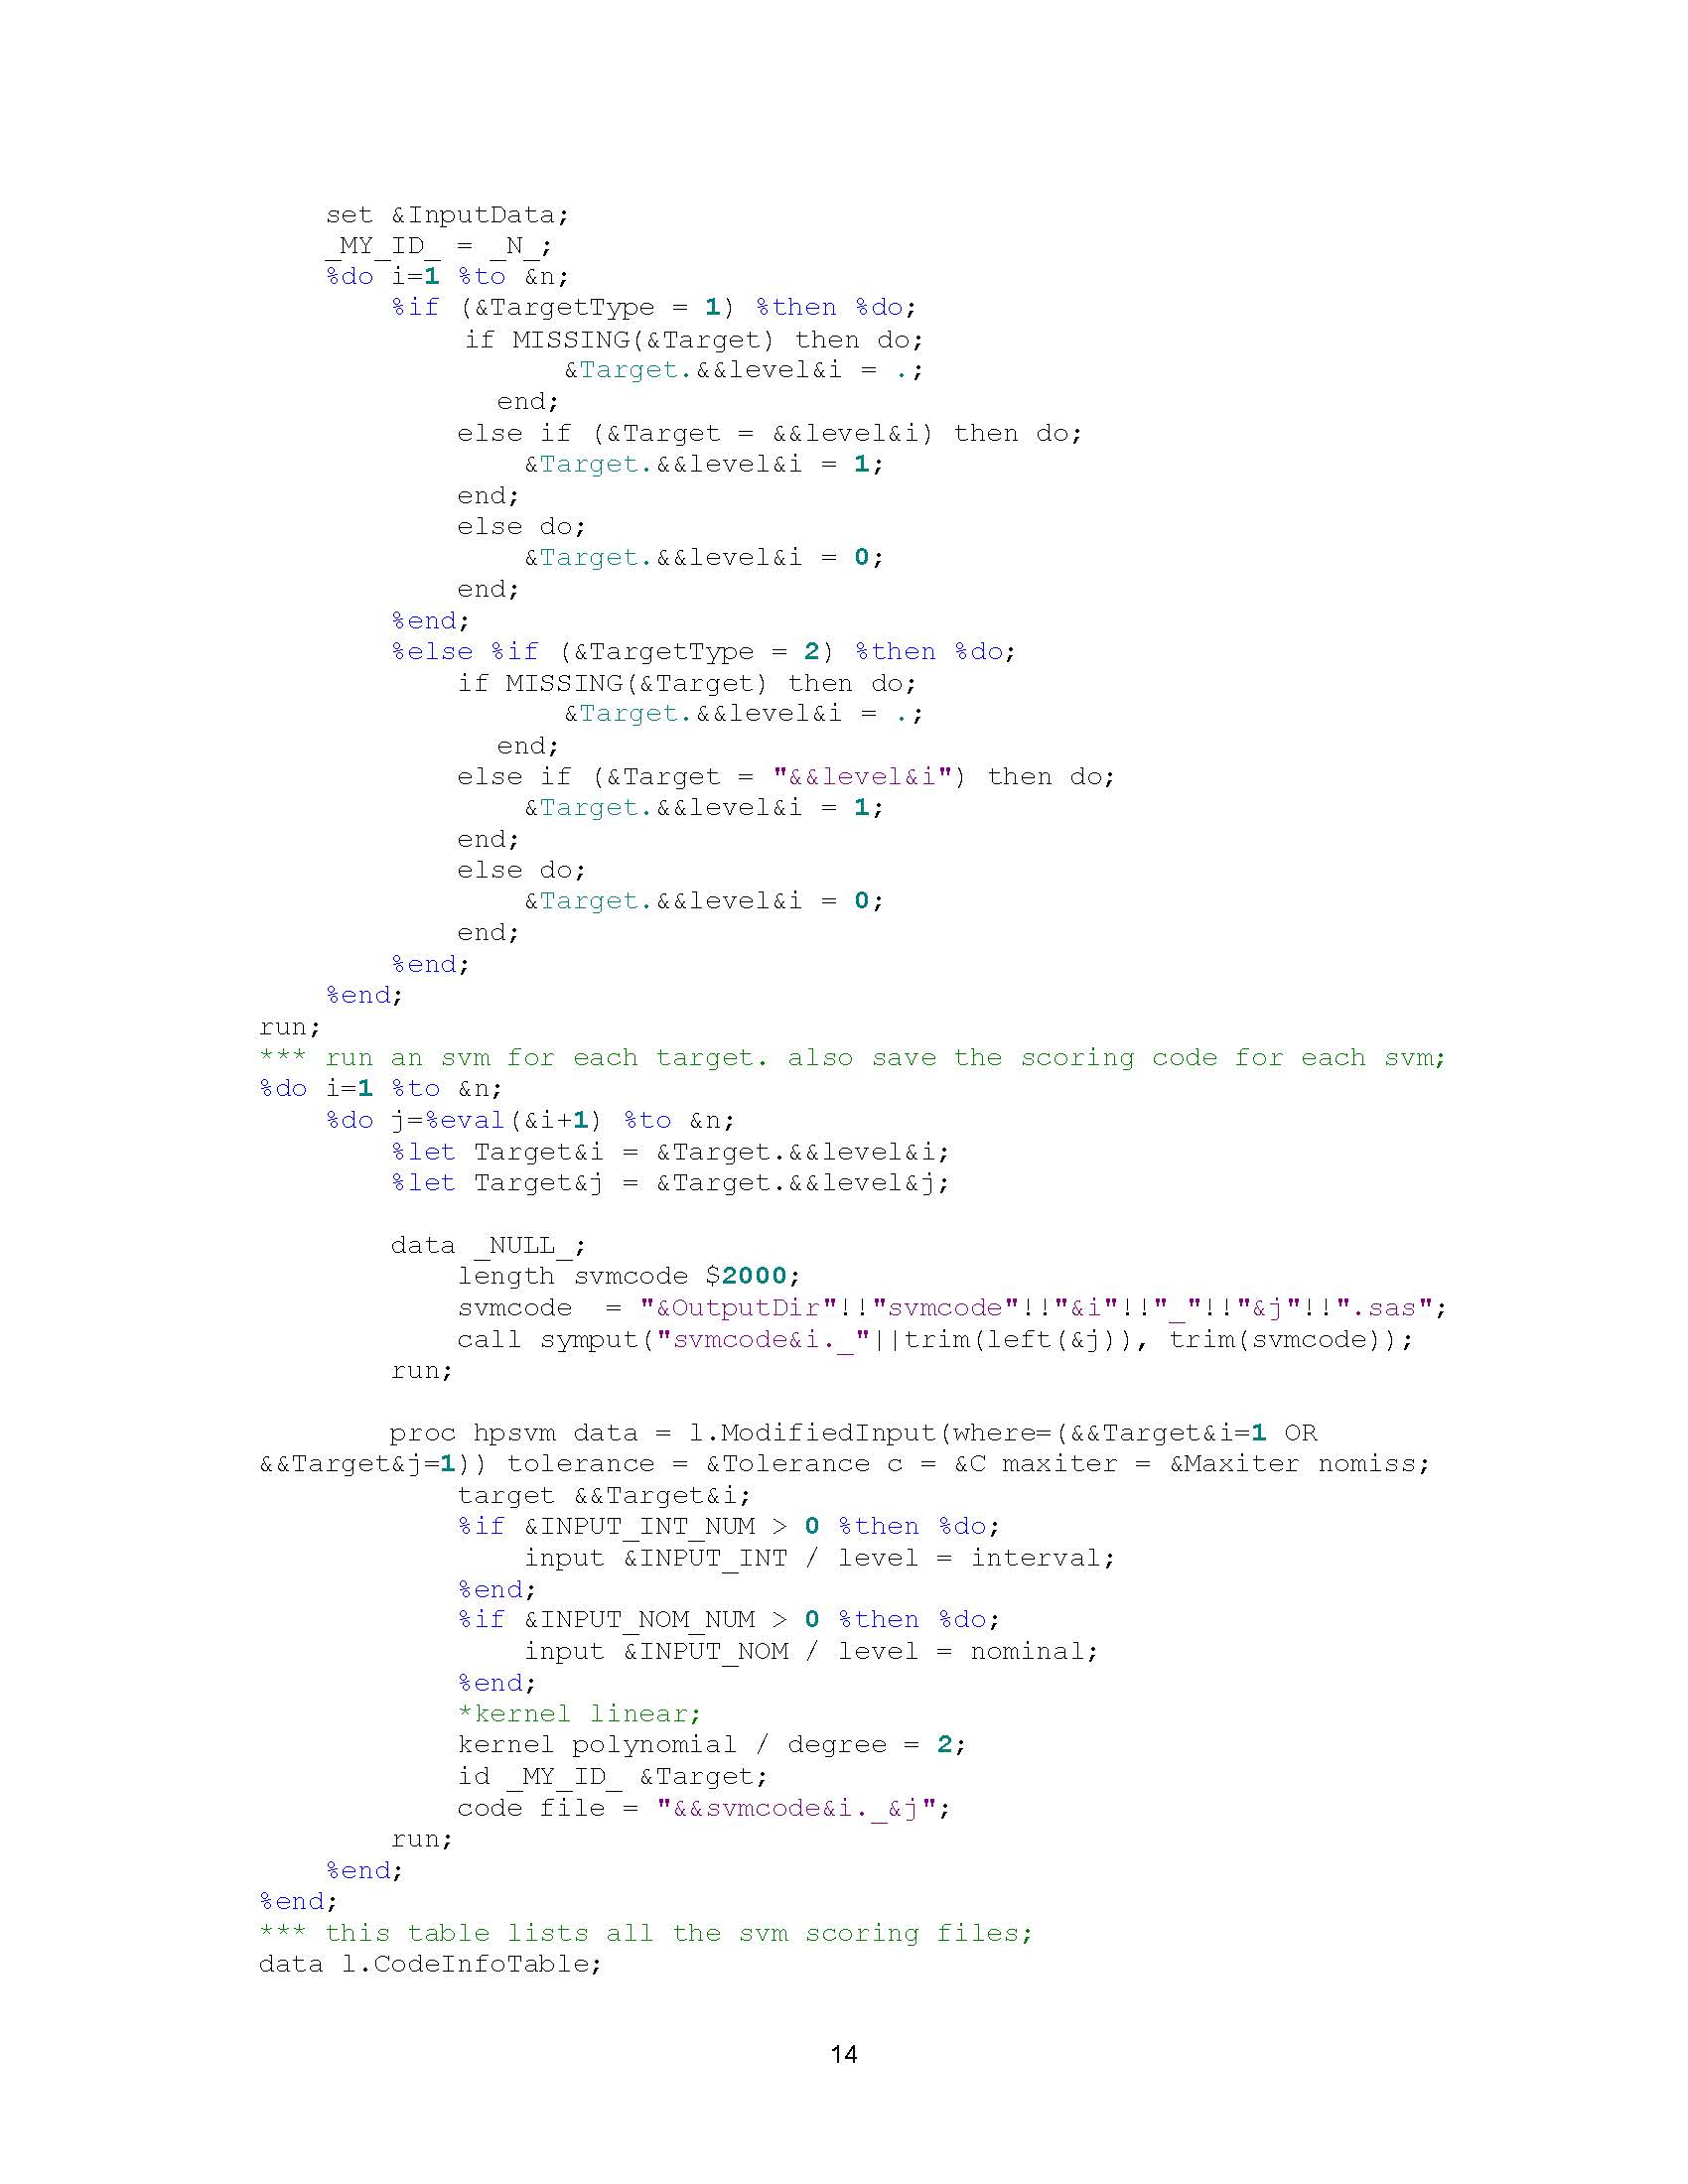 set &InputData;
_MY_ID_ = _N_;
%do i=1 %to &n;
%if (&TargetType = 1) %then %do;
if MISSING(&Target) then do;
&Target.&&level&i = .;
end;
else if (&Target = &&level&i) then do;
&Target.&&level&i = 1;
end;
else do;
&Target.&&level&i = 0;
end;
%end;
%else %if (&TargetType = 2) %then %do;
if MISSING(&Target) then do;
&Target.&&level&i = .;
end;
else if (&Target = "&&level&i") then do;
&Target.&&level&i = 1;
end;
else do;
&Target.&&level&i = 0;
end;
%end;
%end;
run;
*** run an svm for each target. also save the scoring code for each svm;
%do i=1 %to &n;
%do j=%eval(&i+1) %to &n;
%let Target&i = &Target.&&level&i;
%let Target&j = &Target.&&level&j;
data _NULL_;
length svmcode $2000;
svmcode  = "&OutputDir"!!"svmcode"!!"&i"!!"_"!!"&j"!!".sas";
call symput("svmcode&i._"||trim(left(&j)), trim(svmcode));
run;
proc hpsvm data = l.ModifiedInput(where=(&&Target&i=1 OR
&&Target&j=1)) tolerance = &Tolerance c = &C maxiter = &Maxiter nomiss;
target &&Target&i;
%if &INPUT_INT_NUM > 0 %then %do;
input &INPUT_INT / level = interval;
%end;
%if &INPUT_NOM_NUM > 0 %then %do;
input &INPUT_NOM / level = nominal;
%end;
*kernel linear;
kernel polynomial / degree = 2;
id _MY_ID_ &Target;
code file = "&&svmcode&i._&j";
run;
%end;
%end;
*** this table lists all the svm scoring files;
data l.CodeInfoTable;
14